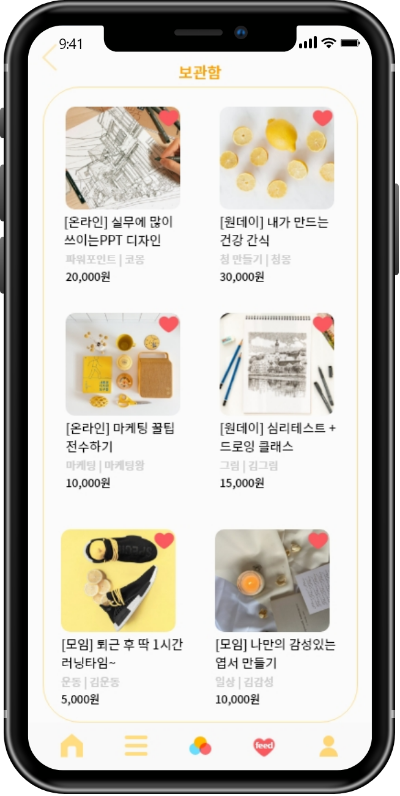 9:41
보관함
[온라인] 실무에 많이
쓰이는PPT 디자인
파워포인트 | 코몽
20,000원
[원데이] 내가 만드는
건강 간식
청 만들기 | 정몽
30,000원
[온라인] 마케팅 꿀팁
전수하기
마케팅 | 마케팅왕
10,000원
[원데이] 심리테스트 +
드로잉 클래스
그림 | 김그림
15,000원
[모임] 퇴근 후 딱 1시간
러닝타임~
운동 | 김운동
5,000원
[모임] 나만의 감성있는
엽서 만들기
일상 | 김감성
10,000원
feed